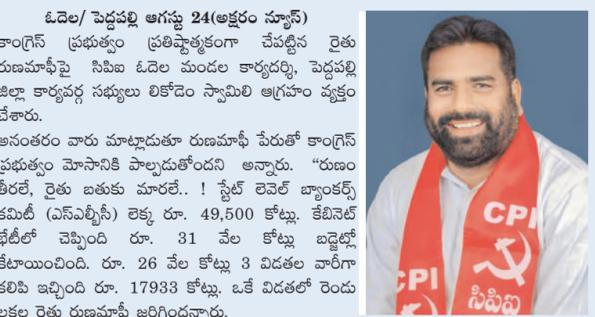 ఓదెల/ పెద్దపల్లి ఆగస్టు 24(అక్షరం న్యూస్)
కాంగ్రెస్ ప్రభుత్వం ప్రతిష్టాత్మకంగా చేపట్టిన రైతు
రుణమాఫీపై సిపిఐ ఓదెల మండల కార్యదర్శి, పెద్దపల్లి
జిల్లా కార్యవర్గ సభ్యులు లికోడెం స్వామిలి ఆగ్రహం వ్యక్తం
చేశారు.
అనంతరం వారు మాట్లాడుతూ రుణమాఫీ పేరుతో కాంగ్రెస్
ప్రభుత్వం మోసానికి పాల్పడుతోందని అన్నారు. “రుణం
తీరలే, రైతు బతుకు మారలే.. ! స్టేట్ లెవెల్ బ్యాంకర్స్
కమిటీ (ఎస్ఎల్బీసీ) లెక్క రూ. 49,500 కోట్లు. కేబినెట్
భేటీలో చెప్పింది రూ. 31 వేల కోట్లు బడ్జెట్లో
కేటాయించింది. రూ. 26 వేల కోట్లు 3 విడతల వారీగా
కలిపి ఇచ్చింది రూ. 17933 కోట్లు. ఒకే విడతలో రెండు
లక్షల రైతు రుణమాఫీ జరిగిందన్నారు.
CPI
CPI
సిపిఐ